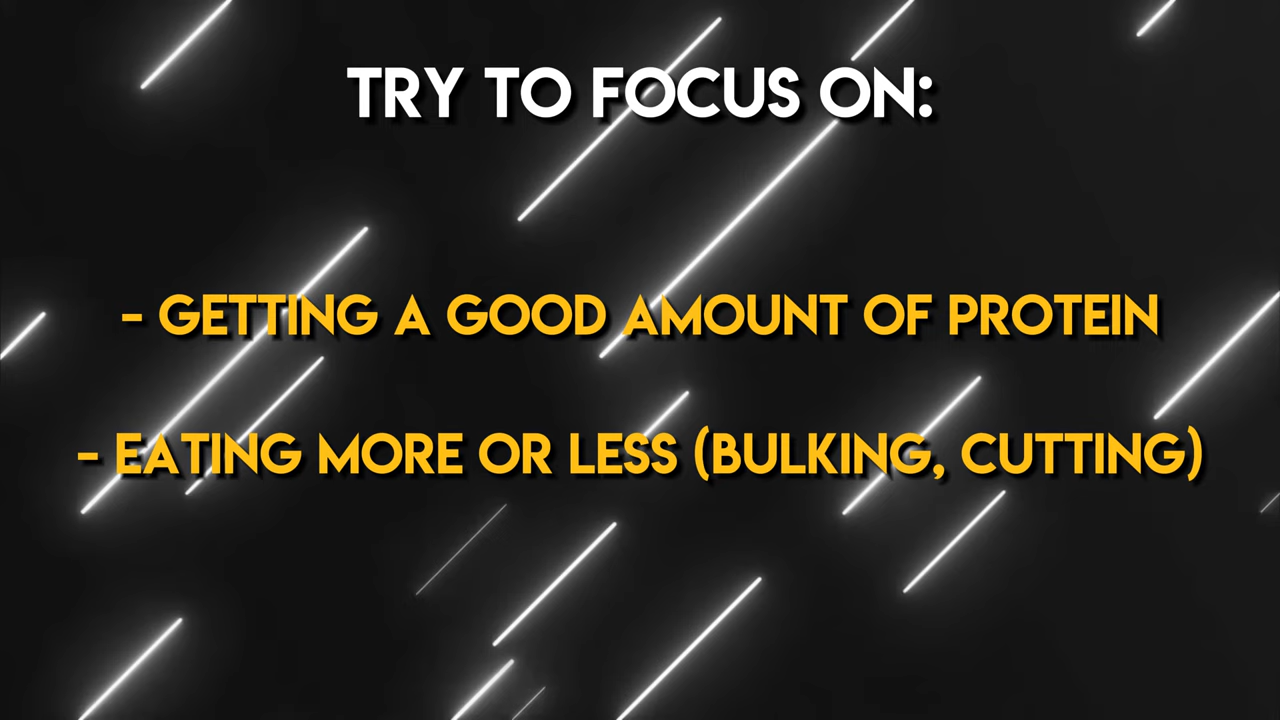 TRY TO FOCUS ON:
- GETTING A GOOD AMOUNT OF PROTEIN
- EATING MORE OR LESS (BULKING, CUTTING)